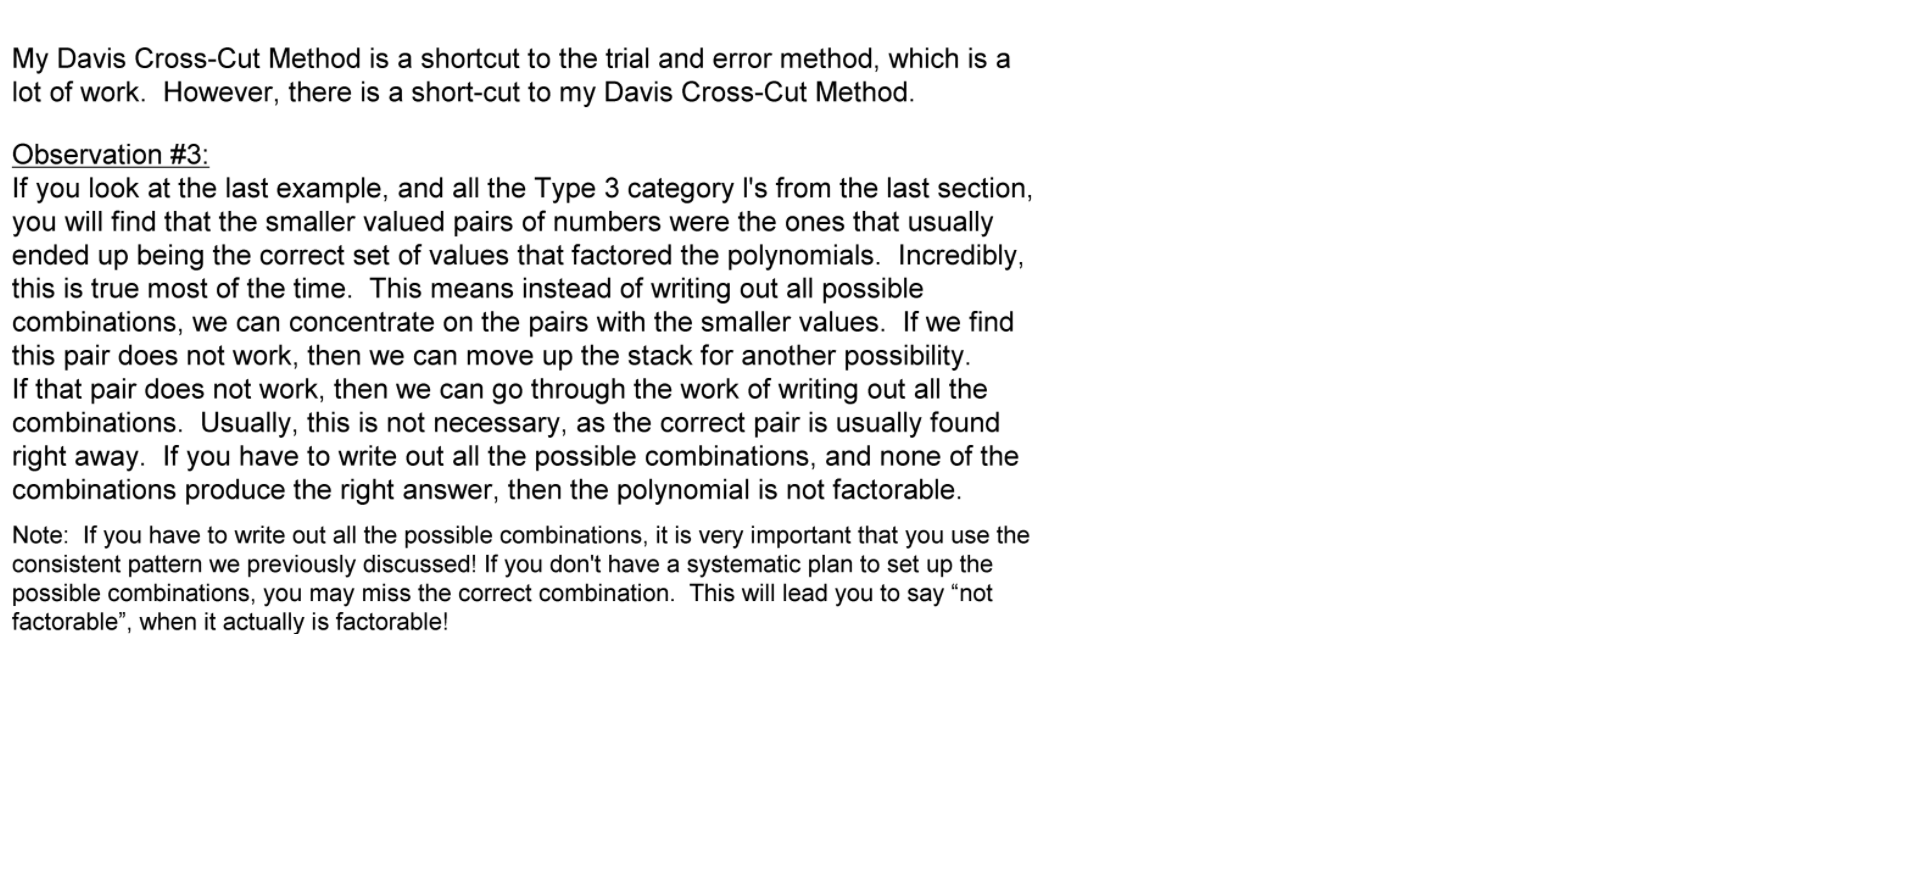 My Davis Cross-Cut Method is a shortcut to the trial and error method, which is a
lot of work.  However, there is a short-cut to my Davis Cross-Cut Method.
Observation #3:
If you look at the last example, and all the Type 3 category I's from the last section,
you will find that the smaller valued pairs of numbers were the ones that usually
ended up being the correct set of values that factored the polynomials.  Incredibly,
this is true most of the time.  This means instead of writing out all possible
combinations, we can concentrate on the pairs with the smaller values.  If we find
this pair does not work, then we can move up the stack for another possibility.
If that pair does not work, then we can go through the work of writing out all the
combinations.  Usually, this is not necessary, as the correct pair is usually found
right away.  If you have to write out all the possible combinations, and none of the
combinations produce the right answer, then the polynomial is not factorable.
Note:  If you have to write out all the possible combinations, it is very important that you use the
consistent pattern we previously discussed! If you don't have a systematic plan to set up the
possible combinations, you may miss the correct combination.  This will lead you to say “not
factorable”, when it actually is factorable!